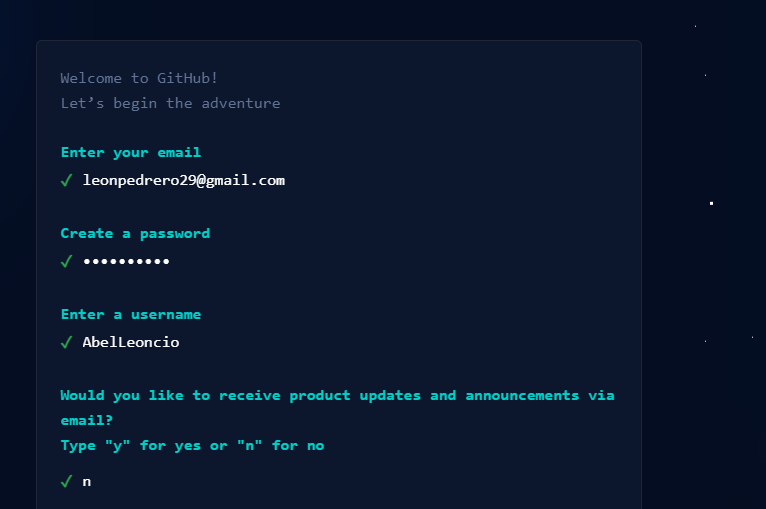 Welcome to GitHub!
Let’s begin the adventure
Enter your email
✓ leonpedrero29@gmail.com
Create a password
✓ ••••••••••
Enter a username
✓ AbelLeoncio
Would you like to receive product updates and announcements via
email?
Type "y" for yes or "n" for no
✓ n